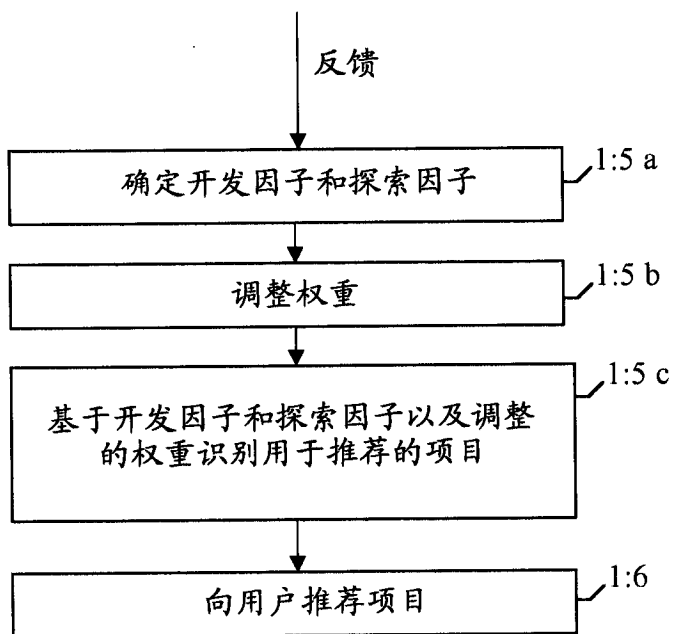 反馈
确定开发因子和探索因子
1:5 a
调整权重
1:5 b
基于开发因子和探索因子以及调整
的权重识别用于推荐的项目
1:5 c
向用户推荐项目
1:6